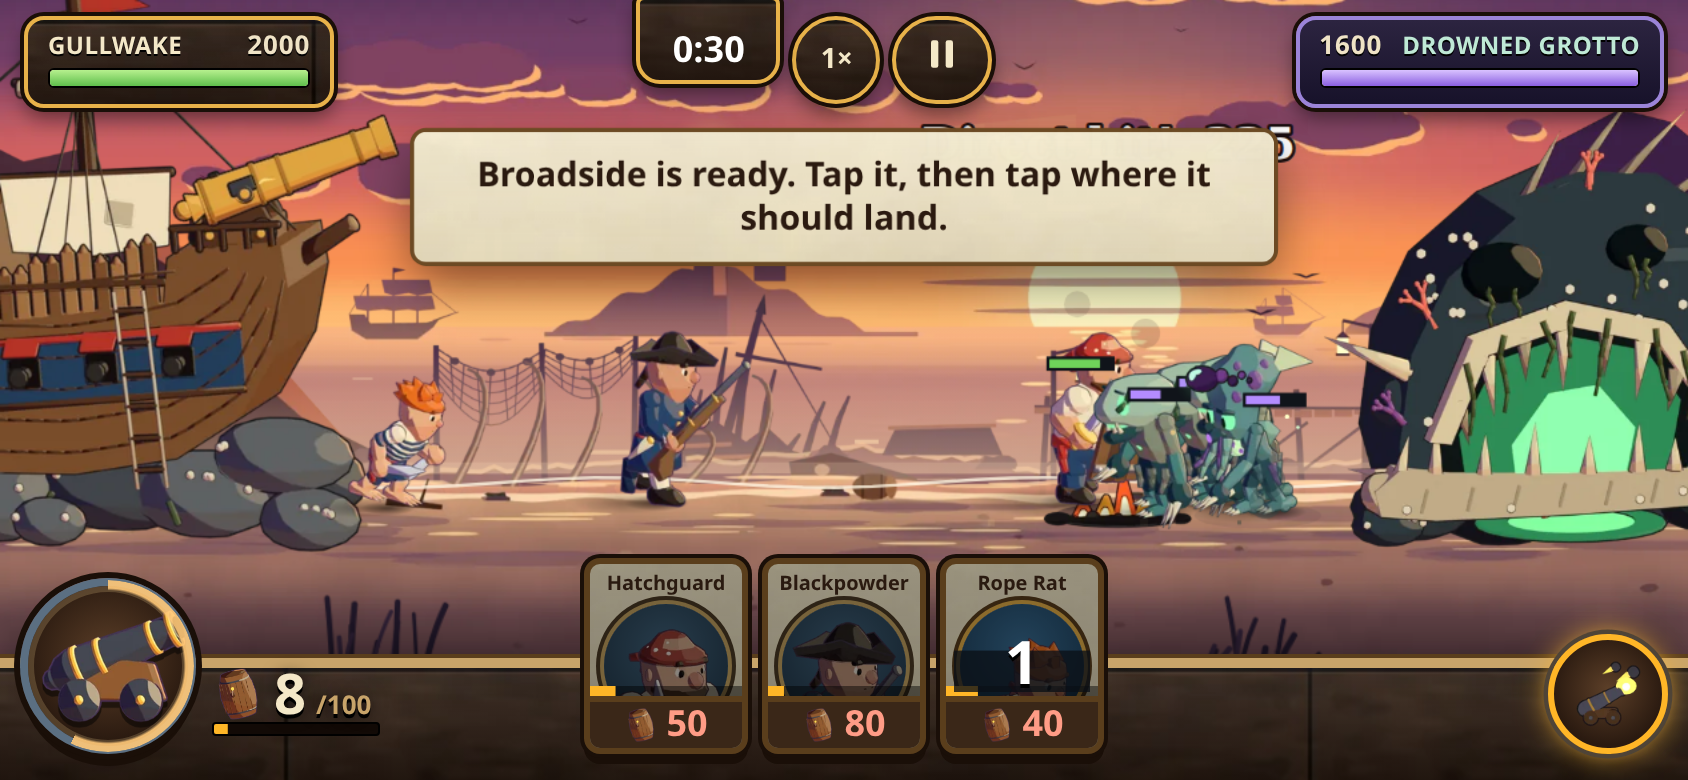 GULLWAKE 2000
0:30
1×
1600 DROWNED GROTTO
Broadside is ready. Tap it, then tap where it
should land.
Hatchguard
Blackpowder
Rope Rat
1
8 /100
50
80
40